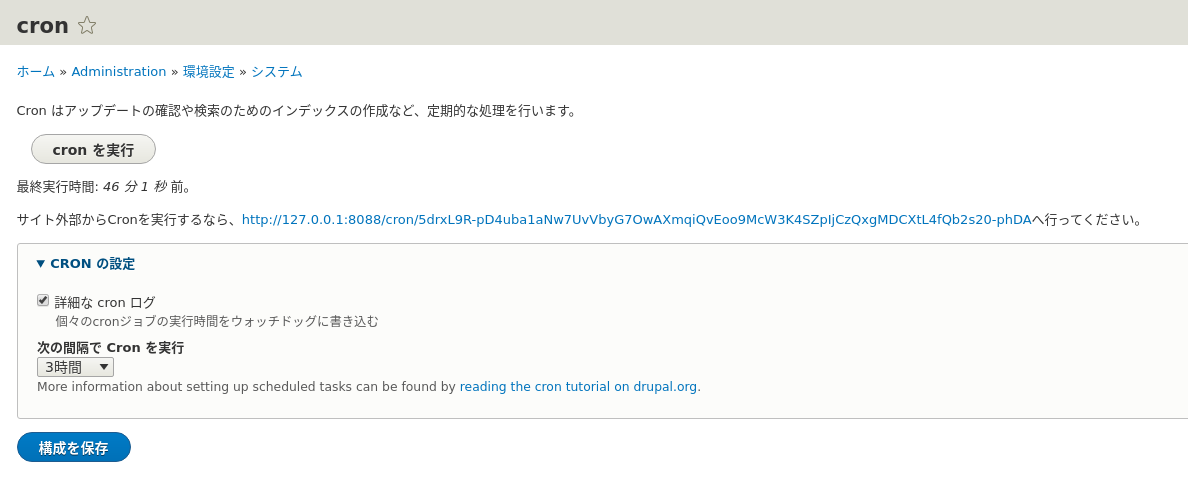 cron
ホーム » Administration » 環境設定 » システム
Cron はアップデートの確認や検索のためのインデックスの作成など、定期的な処理を行います。
cron を実行
最終実行時間: 46 分 1 秒 前。
サイト外部からCronを実行するなら、http://127.0.0.1:8088/cron/5drxL9R-pD4uba1aNw7UvVbyG7OwAXmqiQvEoo9McW3K4SZpIjCzQxgMDCXtL4fQb2s20-phDAへ行ってください。
CRON の設定
詳細な cron ログ
個々のcronジョブの実行時間をウォッチドッグに書き込む
次の間隔で Cron を実行
3時間
More information about setting up scheduled tasks can be found by reading the cron tutorial on drupal.org.
構成を保存